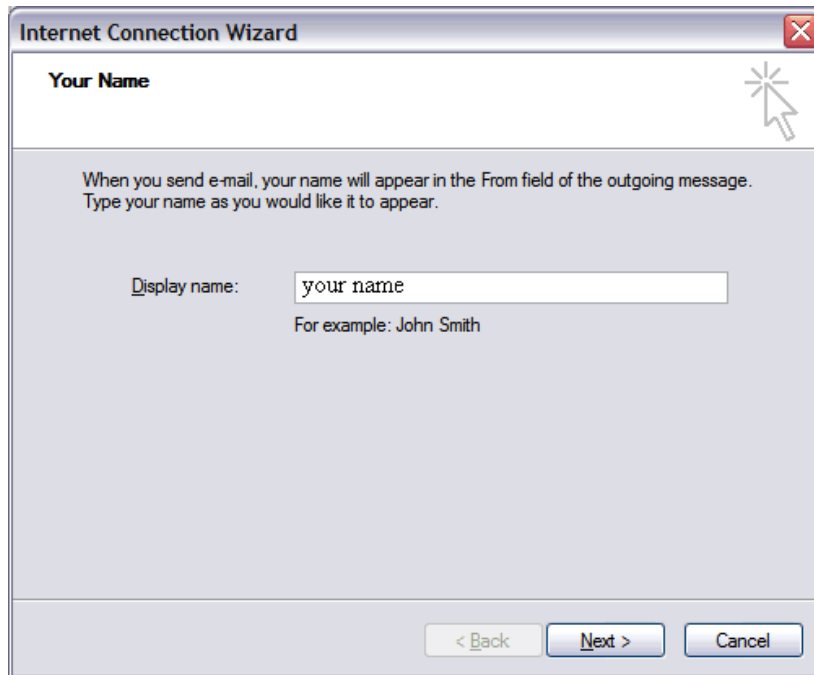 Internet Connection Wizard
Your Name
When you send e-mail, your name will appear in the From field of the outgoing message.
Type your name as you would like it to appear.
Display name: your name
For example: John Smith
< Back Next > Cancel